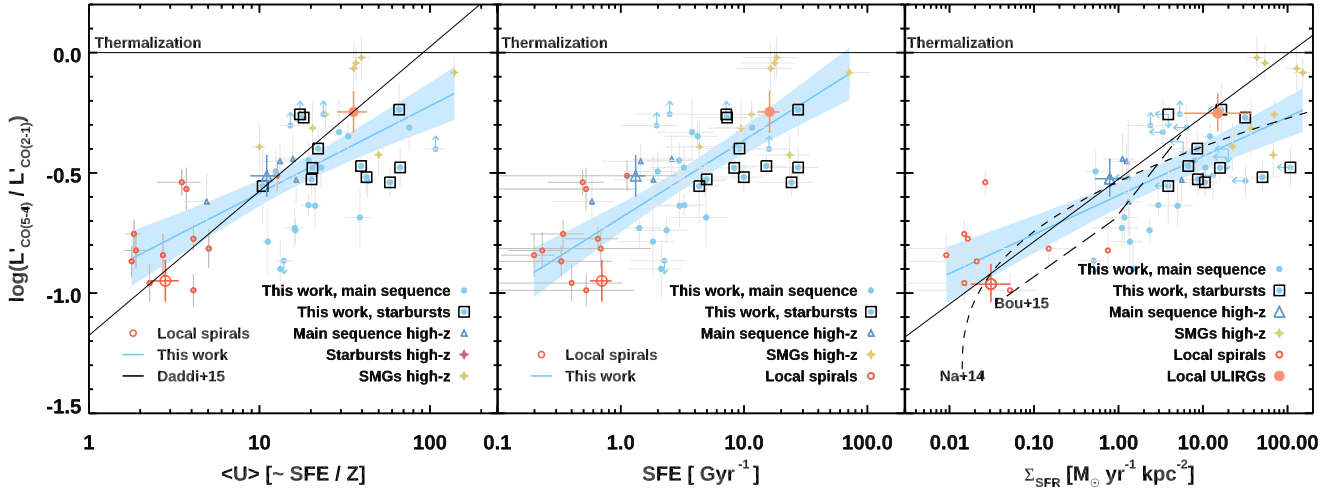 log(L'CO(5-4) / L'CO(2-1))
0.0
-0.5
-1.0
-1.5
Thermalization
This work, main sequence
This work, starbursts
Main sequence high-z
Starbursts high-z
SMGs high-z
Local spirals
This work
Daddi+15
1
10
100
<U> [~ SFE / Z]
Thermalization
This work, main sequence
This work, starbursts
Main sequence high-z
SMGs high-z
Local spirals
Local spirals
This work
0.1
1.0
10.0
100.0
SFE [ Gyr-1]
Thermalization
This work, main sequence
This work, starbursts
Main sequence high-z
SMGs high-z
Local spirals
Local ULIRGs
Bou+15
Na+14
0.01
0.10
1.00
10.00
100.00
ΣSFR [M☉ yr-1 kpc-2]